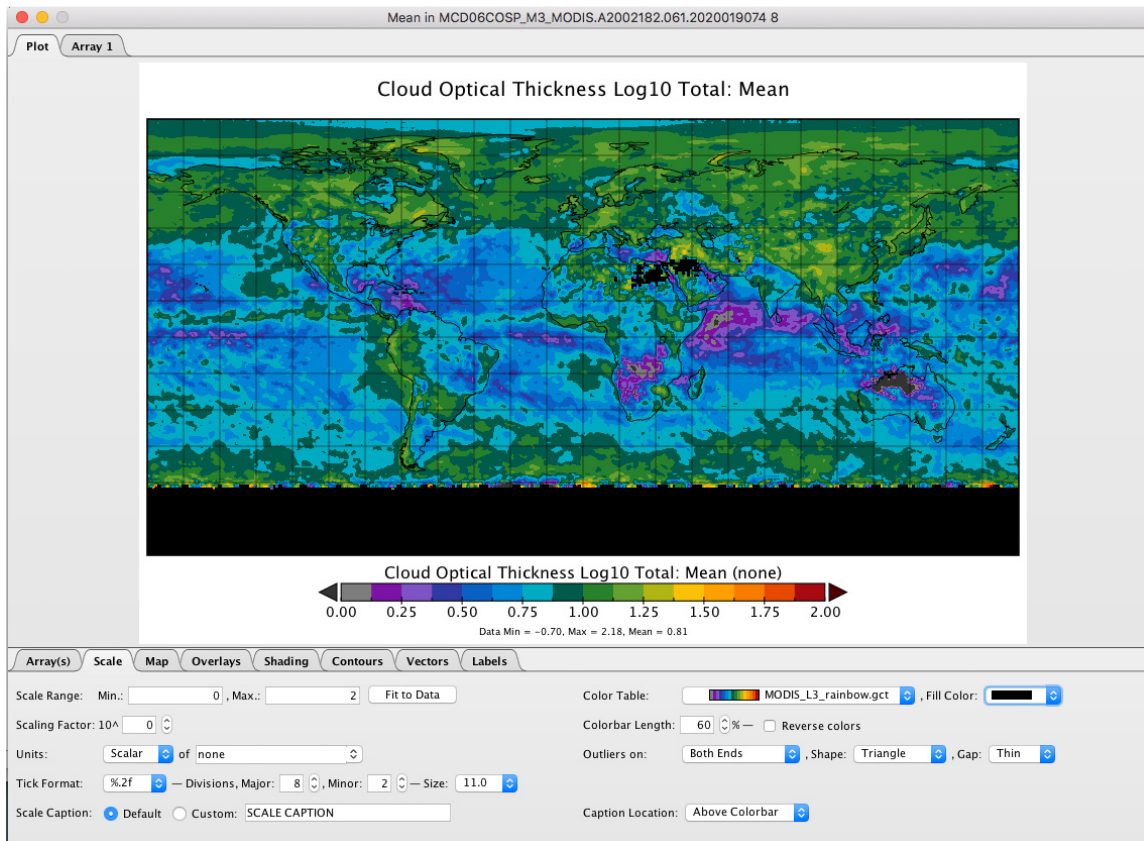 Mean in MCD06COSP_M3_MODIS.A2002182.061.2020019074 8
Plot Array 1
Cloud Optical Thickness Log10 Total: Mean
Cloud Optical Thickness Log10 Total: Mean (none)
0.00 0.25 0.50 0.75 1.00 1.25 1.50 1.75 2.00
Data Min = −0.70, Max = 2.18, Mean = 0.81
Array(s) Scale Map Overlays Shading Contours Vectors Labels
Scale Range: Min.: 0 , Max.: 2 Fit to Data Color Table: MODIS_L3_rainbow.gct , Fill Color:
Scaling Factor: 10^ 0 Colorbar Length: 60 % — Reverse colors
Units: Scalar of none Outliers on: Both Ends , Shape: Triangle , Gap: Thin
Tick Format: %.2f — Divisions, Major: 8 , Minor: 2 — Size: 11.0
Scale Caption: Default Custom: SCALE CAPTION Caption Location: Above Colorbar